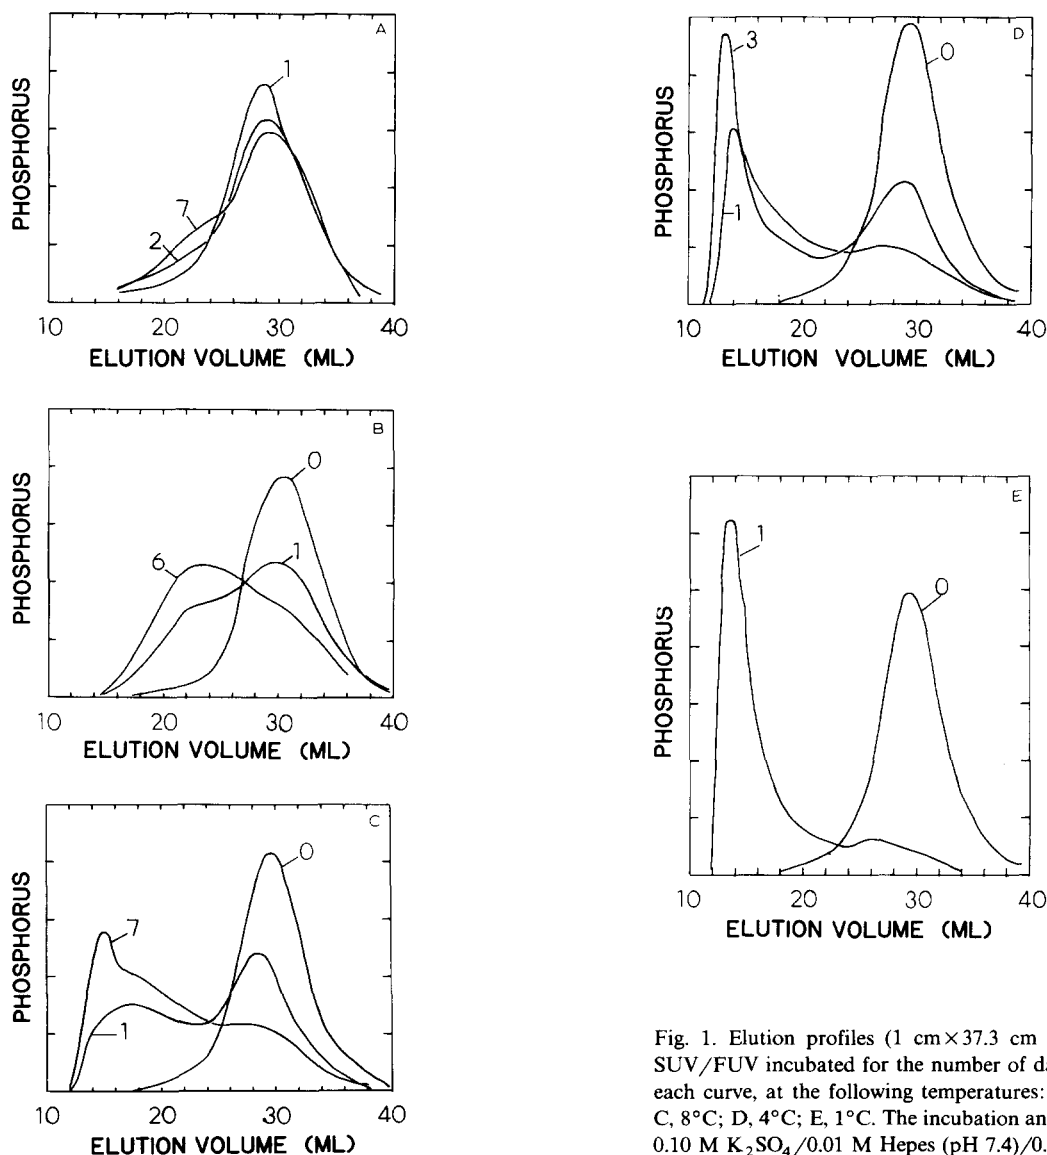 A
1
7
2
PHOSPHORUS
10 20 30 40
ELUTION VOLUME (ML)
B
0
6
1
PHOSPHORUS
10 20 30 40
ELUTION VOLUME (ML)
C
0
7
1
PHOSPHORUS
10 20 30 40
ELUTION VOLUME (ML)
D
3
0
1
PHOSPHORUS
10 20 30 40
ELUTION VOLUME (ML)
E
1
0
PHOSPHORUS
10 20 30 40
ELUTION VOLUME (ML)
Fig. 1. Elution profiles (1 cm×37.3 cm
SUV/FUV incubated for the number of
each curve, at the following temperatures:
C, 8°C; D, 4°C; E, 1°C. The incubation
0.10 M K₂SO₄/0.01 M Hepes (pH 7.4)/0.